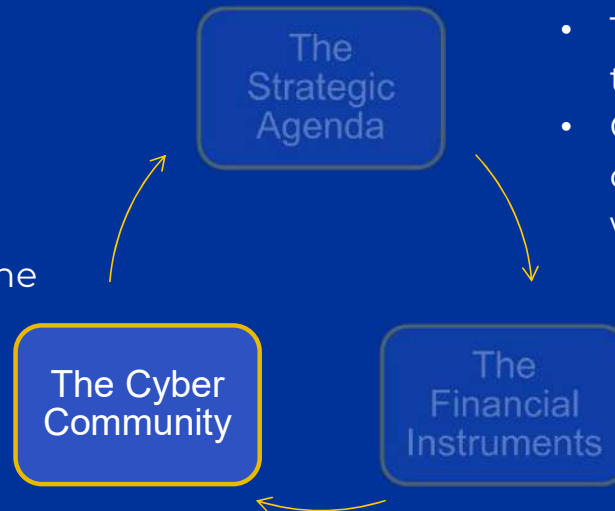 The
Strategic
Agenda
The Cyber
Community
The
Financial
Instruments